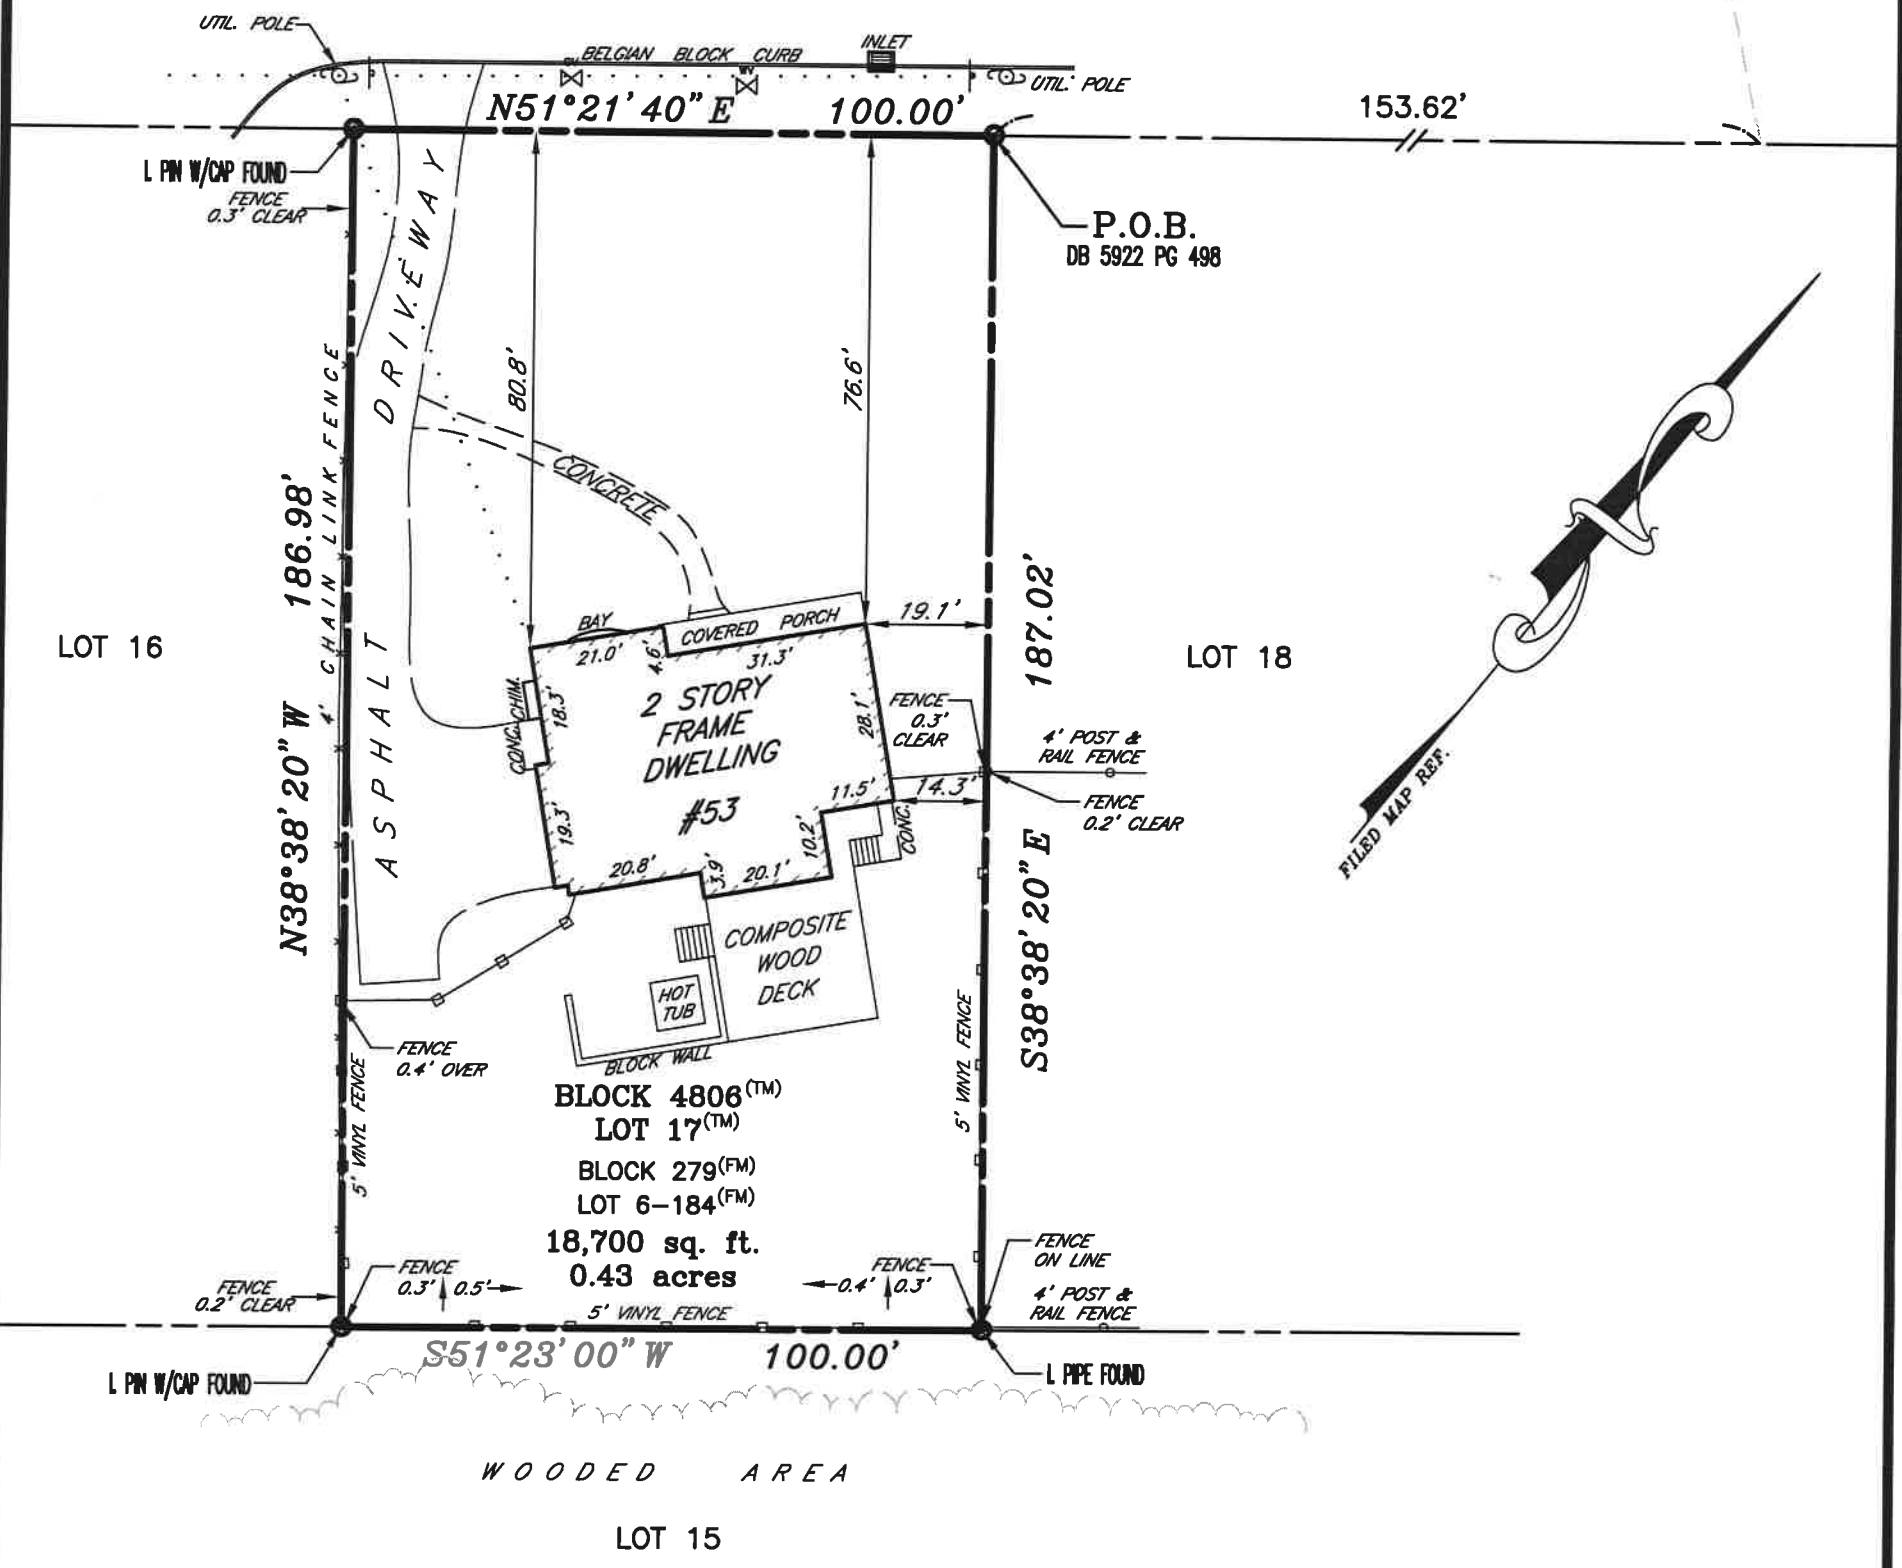 UTIL. POLE
BELGIAN BLOCK CURB
INLET
WV
UTIL. POLE
N51°21'40" E 100.00'
153.62'
I. PIN W/CAP FOUND
FENCE
0.3' CLEAR
P.O.B.
DB 5922 PG 498
DRIVEWAY
ASPHALT
4' CHAIN LINK FENCE
N38°38'20" W 186.98'
80.8'
76.6'
CONCRETE
187.02'
S38°38'20" E
LOT 16
LOT 18
BAY
COVERED PORCH
19.1'
21.0'
4.6'
31.3'
CONC.
CHIM.
18.3'
2 STORY
FRAME
DWELLING
#53
28.1'
FENCE
0.3'
CLEAR
4' POST &
RAIL FENCE
FENCE
0.2' CLEAR
11.5'
14.3'
CONC.
19.3'
10.2'
20.8'
3.9'
20.1'
COMPOSITE
WOOD
DECK
HOT
TUB
BLOCK WALL
FENCE
0.4' OVER
5' VINYL FENCE
5' VINYL FENCE
FILED MAP REF.
BLOCK 4806(TM)
LOT 17(TM)
BLOCK 279(FM)
LOT 6-184(FM)
18,700 sq. ft.
0.43 acres
FENCE
0.2' CLEAR
FENCE
0.3' 0.5'
FENCE
0.4' 0.3'
FENCE
ON LINE
4' POST &
RAIL FENCE
5' VINYL FENCE
S51°23'00" W 100.00'
I. PIN W/CAP FOUND
I. PIPE FOUND
WOODED AREA
LOT 15